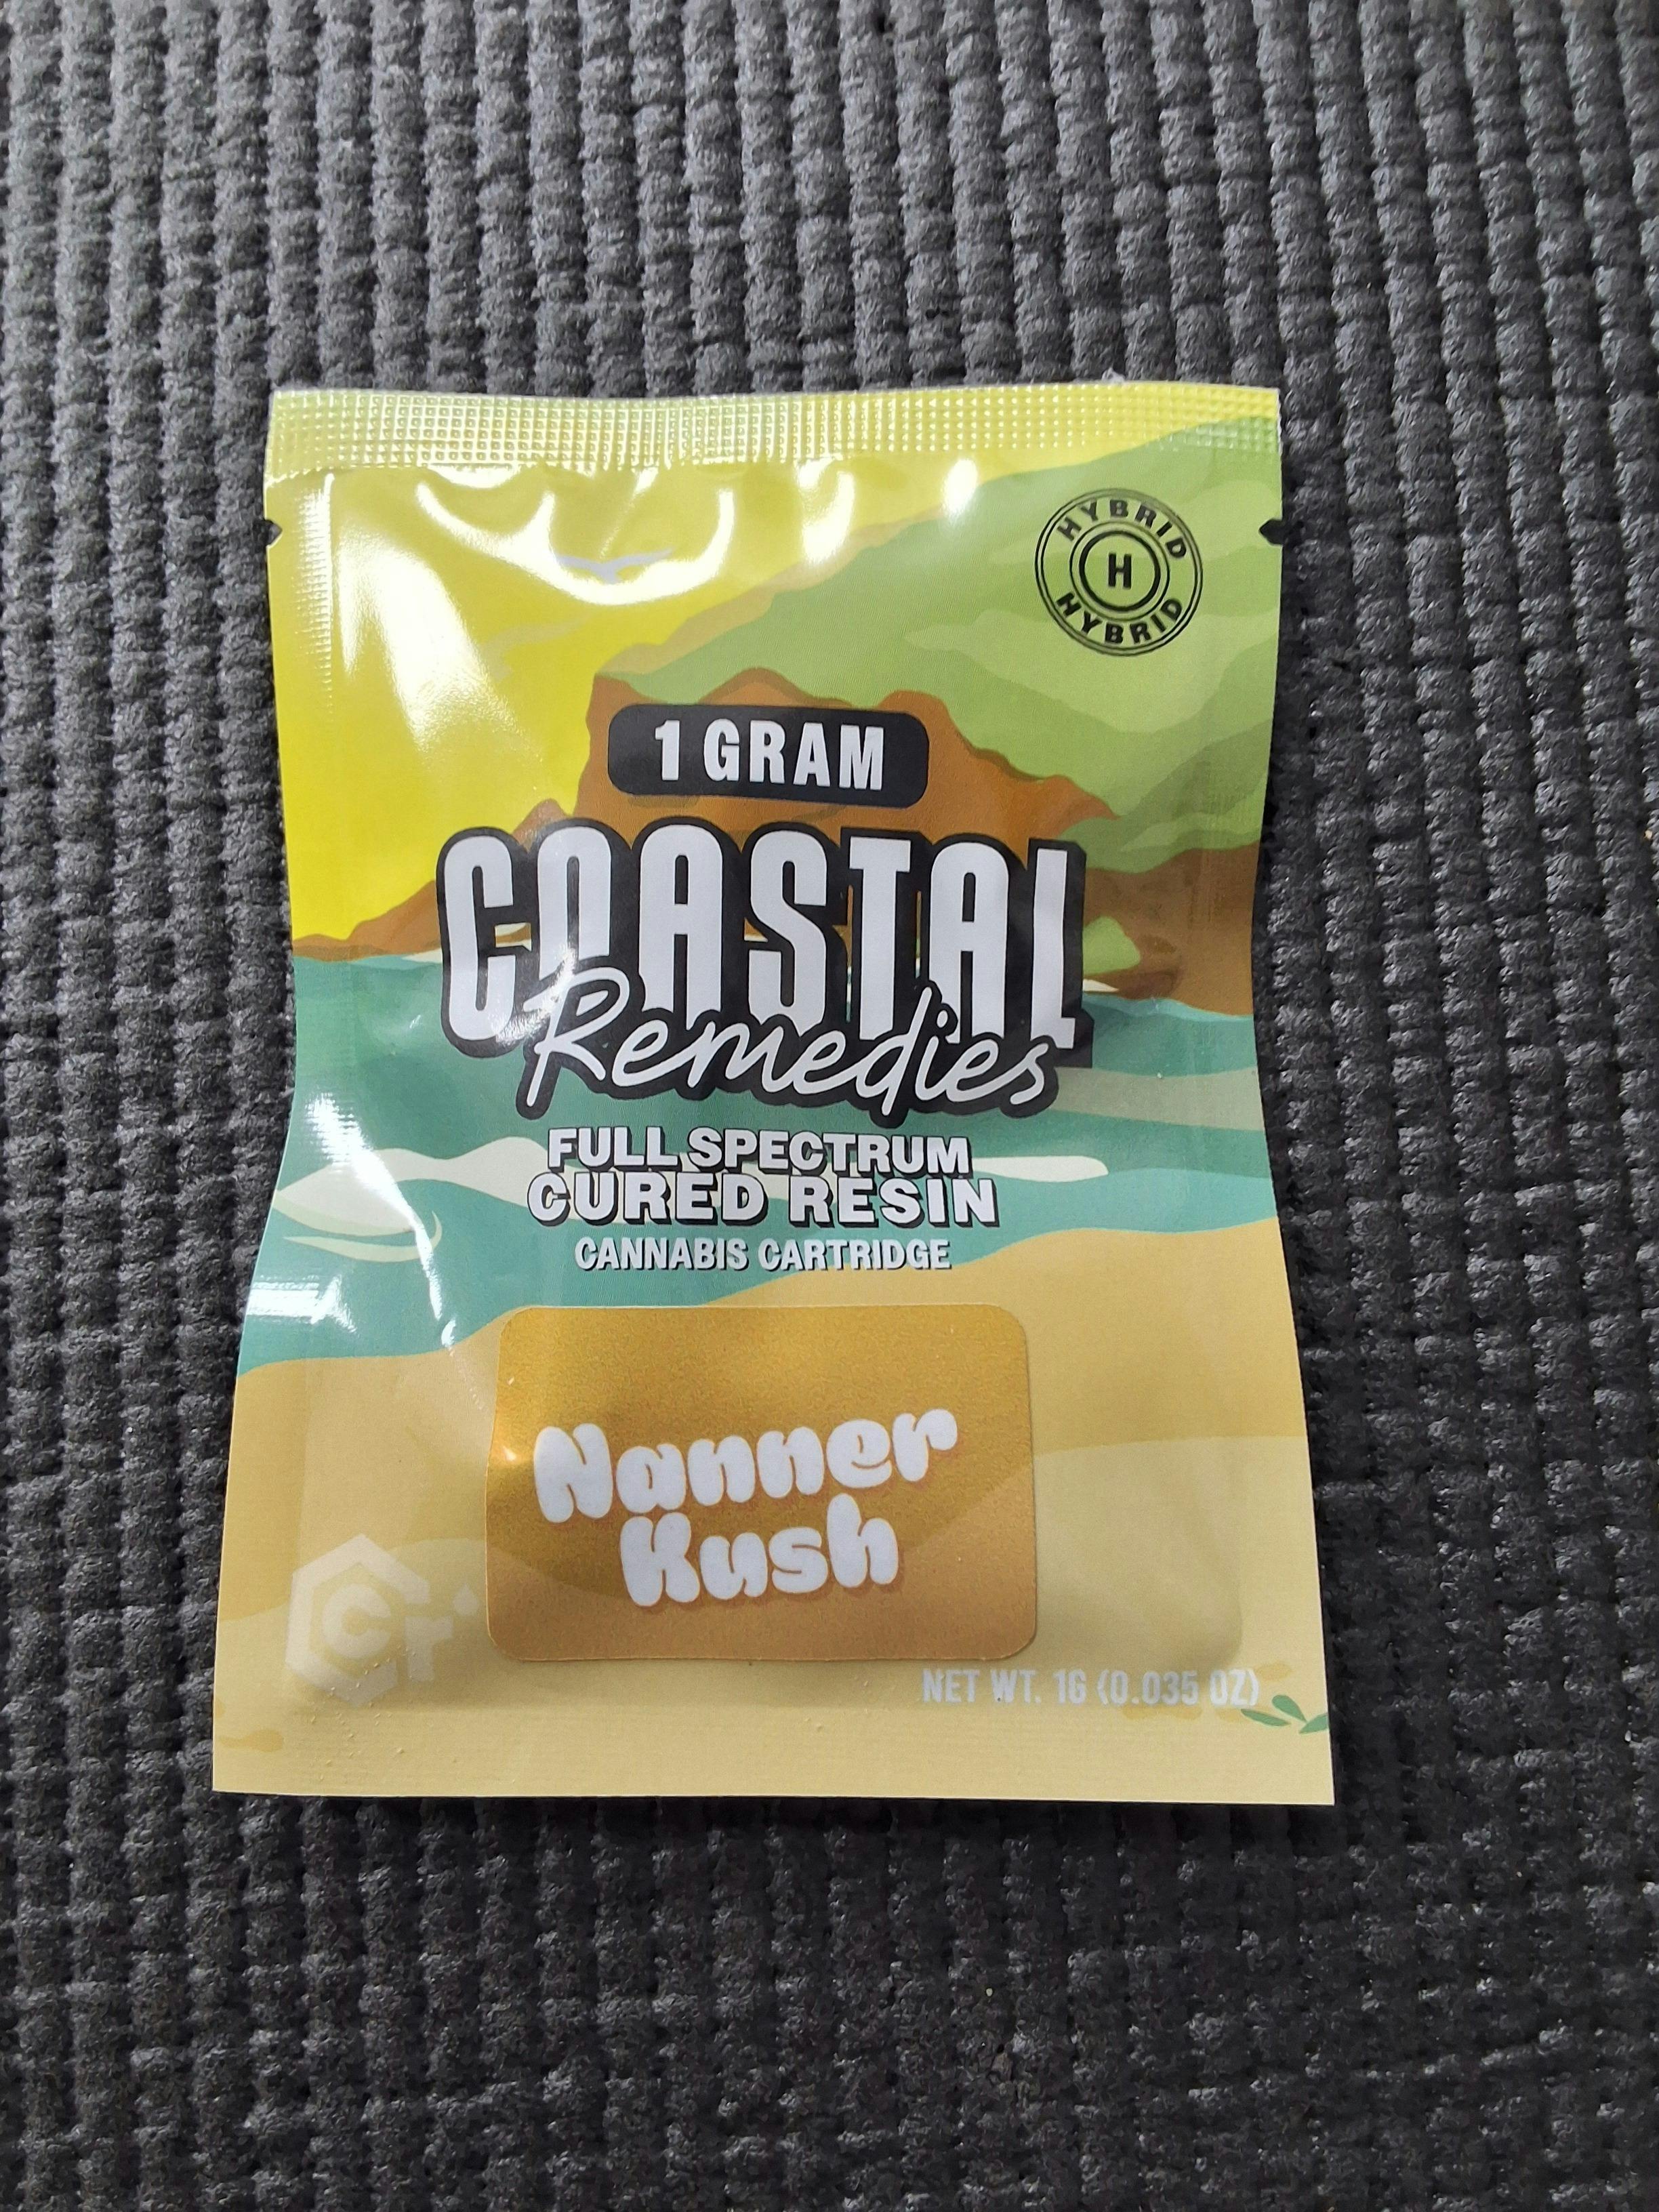 HYBRID
H
HYBRID
1 GRAM
COASTAL
Remedies
FULL SPECTRUM
CURED RESIN
CANNABIS CARTRIDGE
Nanner
Kush
Cr
NET WT. 1G (0.035 OZ)